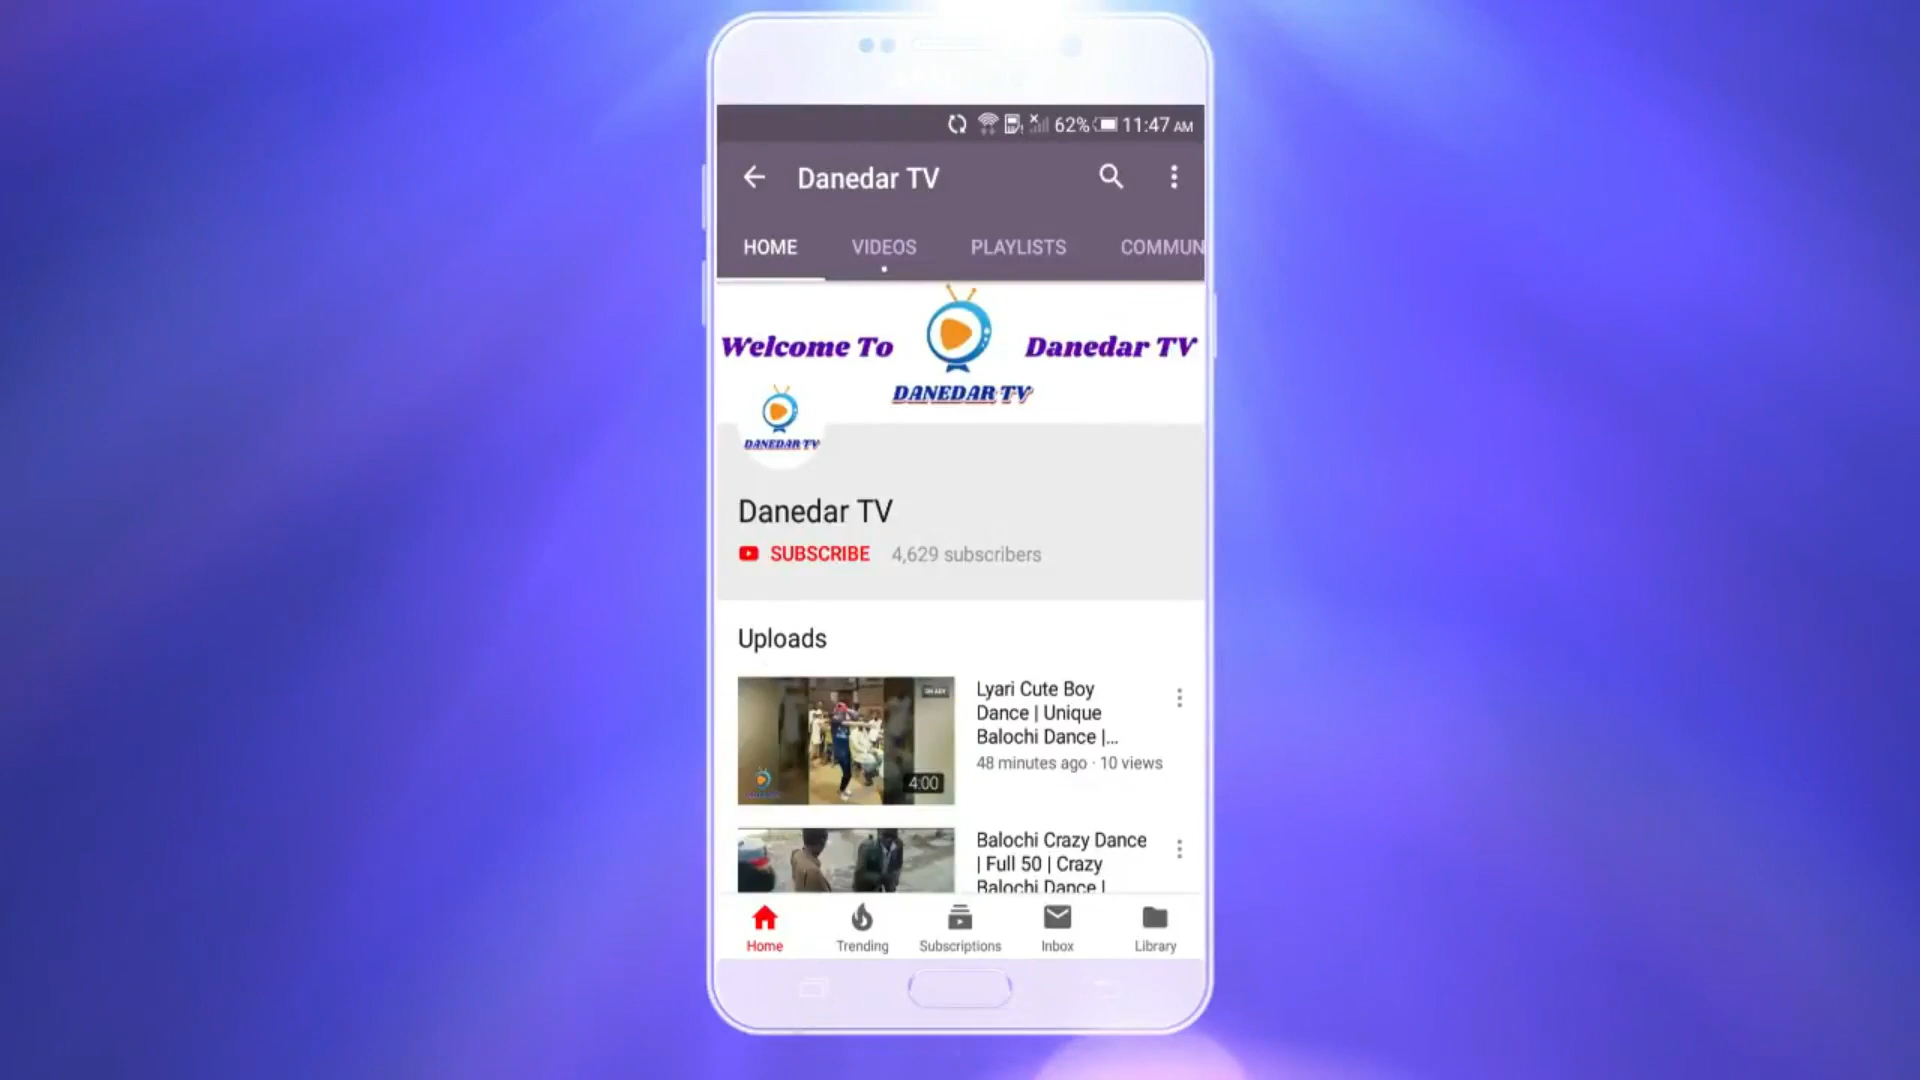 62% 11:47 AM
Danedar TV
HOME VIDEOS PLAYLISTS COMMUN
Welcome To Danedar TV
DANEDAR TV
DANEDAR TV
Danedar TV
SUBSCRIBE 4,629 subscribers
Uploads
Lyari Cute Boy
Dance | Unique
Balochi Dance |...
48 minutes ago · 10 views
4:00
Balochi Crazy Dance
| Full 50 | Crazy
Balochi Dance |
Home Trending Subscriptions Inbox Library